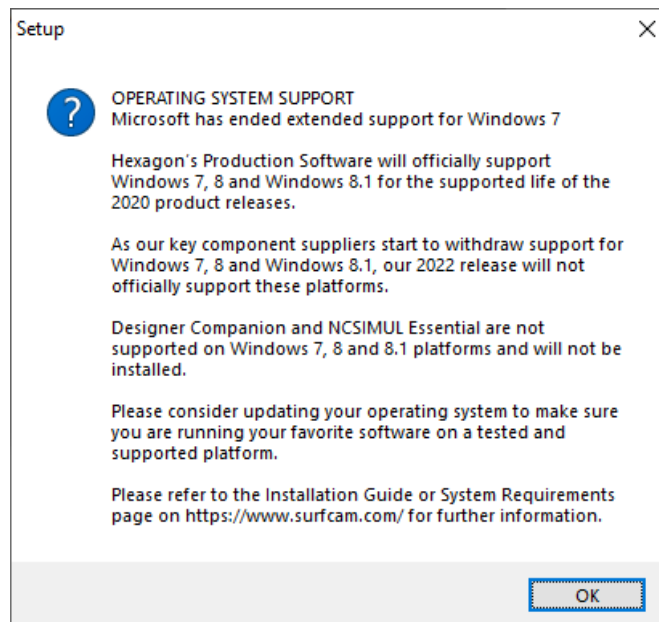 Setup
OPERATING SYSTEM SUPPORT
Microsoft has ended extended support for Windows 7
Hexagon's Production Software will officially support
Windows 7, 8 and Windows 8.1 for the supported life of the
2020 product releases.
As our key component suppliers start to withdraw support for
Windows 7, 8 and Windows 8.1, our 2022 release will not
officially support these platforms.
Designer Companion and NCSIMUL Essential are not
supported on Windows 7, 8 and 8.1 platforms and will not be
installed.
Please consider updating your operating system to make sure
you are running your favorite software on a tested and
supported platform.
Please refer to the Installation Guide or System Requirements
page on https://www.surfcam.com/ for further information.
OK